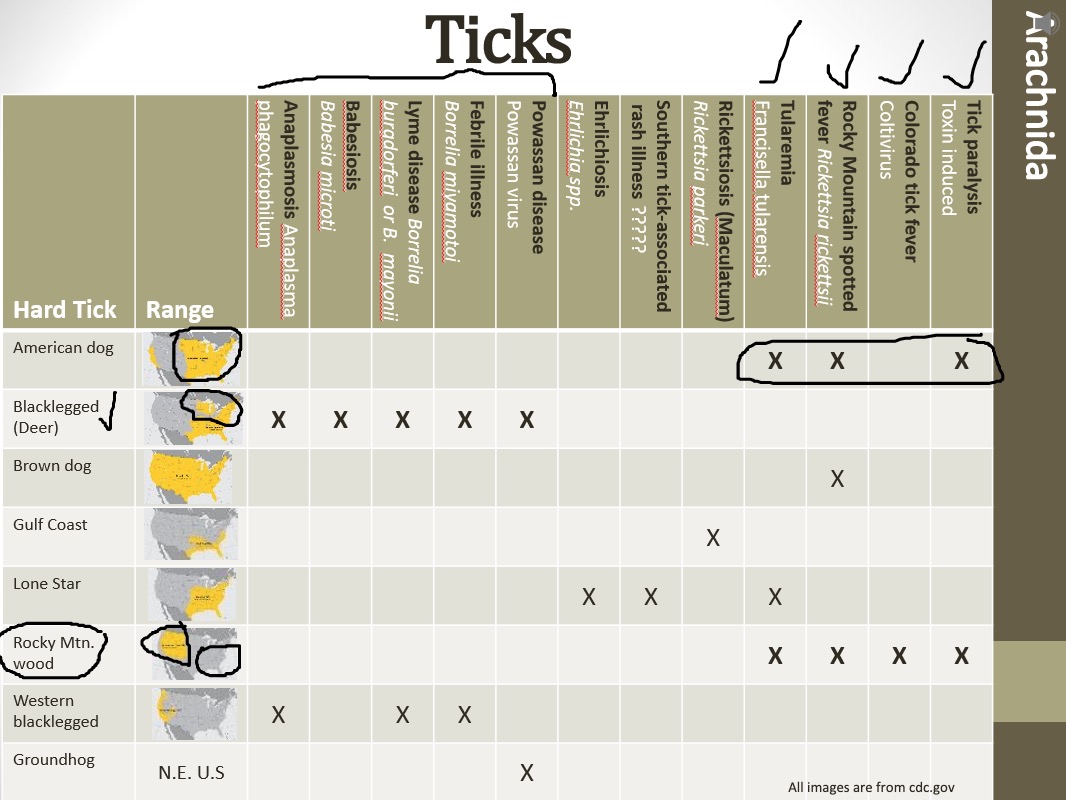 Ticks
Arachnida
Hard Tick
Range
Anaplasmosis Anaplasma
phagocytophilum
Babesiosis
Babesia microti
Lyme disease Borrelia
buradorferi or B. mayonii
Febrile illness
Borrelia miyamotoi
Powassan disease
Powassan virus
Ehrlichiosis
Ehrlichia spp.
Southern tick-associated
rash illness ?????
Rickettsiosis (Maculatum)
Rickettsia parkeri
Tularemia
Francisella tularensis
Rocky Mountain spotted
fever Rickettsia rickettsii
Colorado tick fever
Coltivirus
Tick paralysis
Toxin induced
American dog
X X X
Blacklegged
(Deer)
X X X X X
Brown dog
X
Gulf Coast
X
Lone Star
X X X
Rocky Mtn.
wood
X X X X
Western
blacklegged
X X X
Groundhog
N.E. U.S
X
All images are from cdc.gov